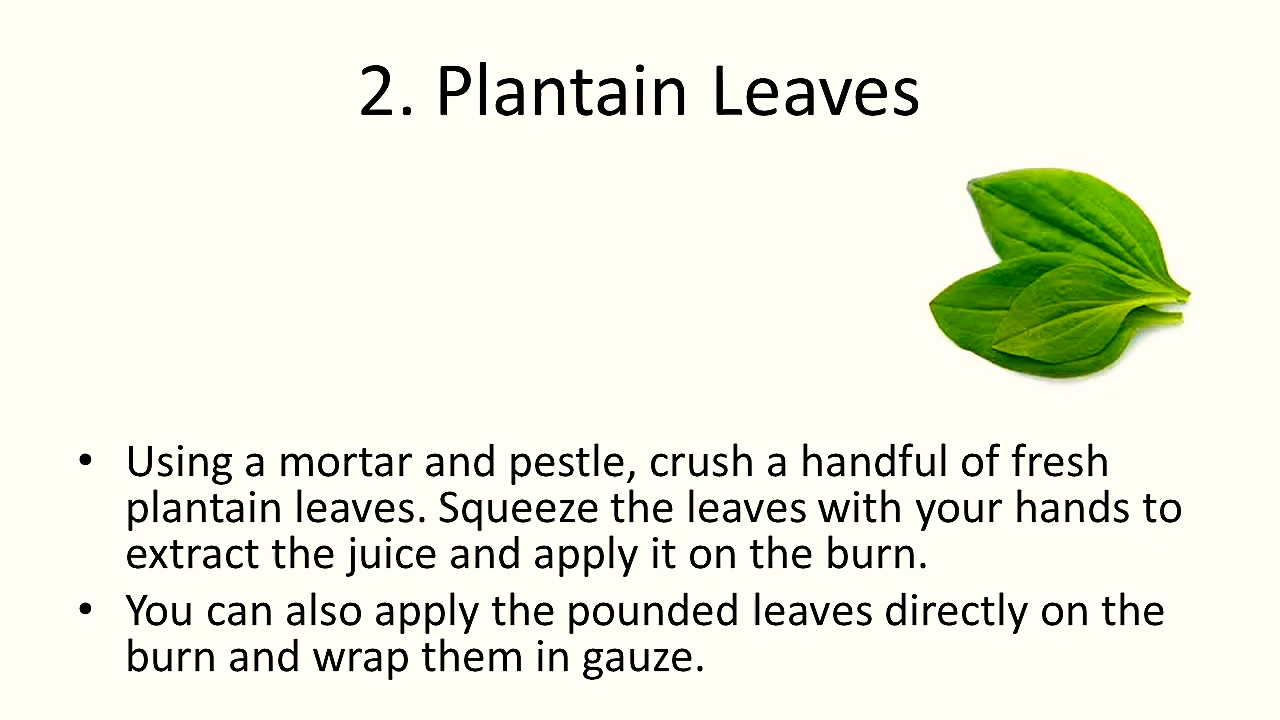 2. Plantain Leaves
• Using a mortar and pestle, crush a handful of fresh
plantain leaves. Squeeze the leaves with your hands to
extract the juice and apply it on the burn.
• You can also apply the pounded leaves directly on the
burn and wrap them in gauze.